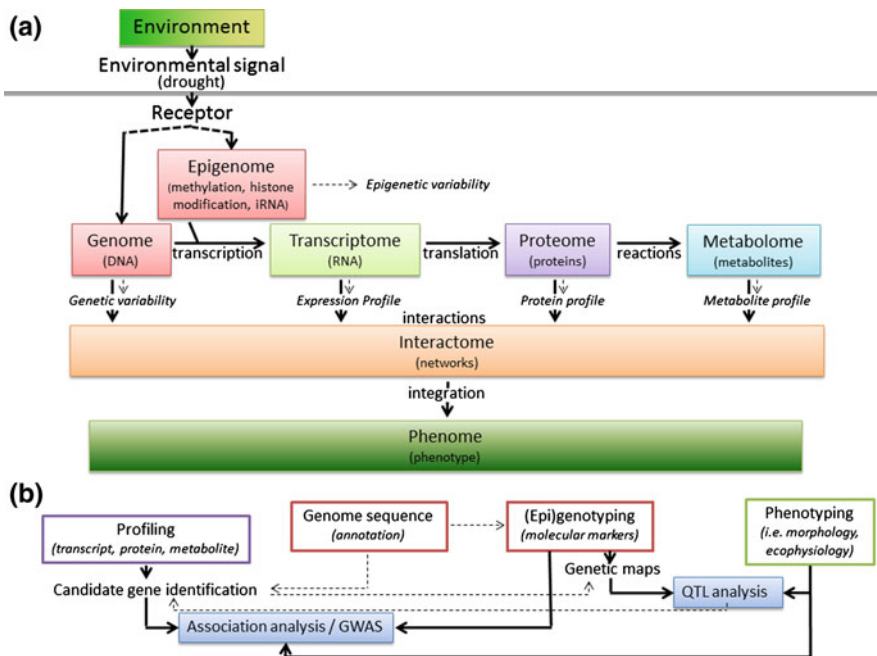 (a)
Environment
Environmental signal
(drought)
Receptor
Epigenome
(methylation, histone
modification, iRNA)
Epigenetic variability
Genome
(DNA)
transcription
Transcriptome
(RNA)
translation
Proteome
(proteins)
reactions
Metabolome
(metabolites)
Genetic variability
Expression Profile
Protein profile
Metabolite profile
interactions
Interactome
(networks)
integration
Phenome
(phenotype)
(b)
Profiling
(transcript, protein, metabolite)
Genome sequence
(annotation)
(Epi)genotyping
(molecular markers)
Phenotyping
(i.e. morphology,
ecophysiology)
Genetic maps
Candidate gene identification
QTL analysis
Association analysis / GWAS